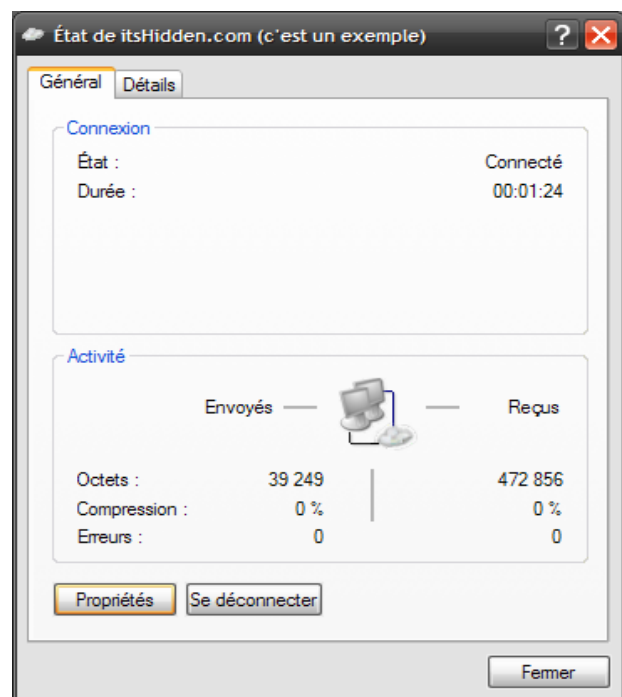 État de itsHidden.com (c'est un exemple)
Général Détails
Connexion
État : Connecté
Durée : 00:01:24
Activité
Envoyés Reçus
Octets : 39 249 472 856
Compression : 0 % 0 %
Erreurs : 0 0
Propriétés Se déconnecter
Fermer